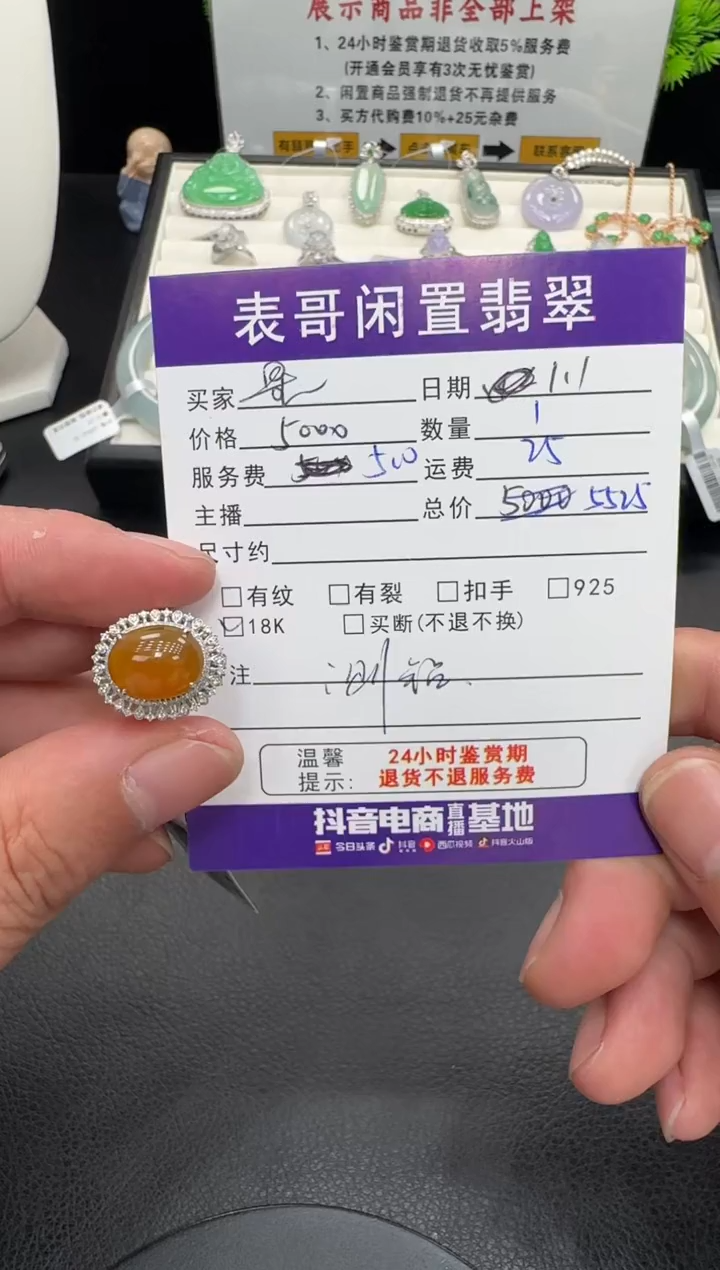 展示商品非全部上架
1、24小时鉴赏期退货收取5%服务费
(开通会员享有3次无忧鉴赏)
2、闲置商品强制退货不再提供服务
3、买方代购费10%+25元杂费
表哥闲置翡翠
买家 日期 1.1
价格 5000 数量 1
服务费 500 运费 25
主播 总价 5000 5525
尺寸约
□有纹 □有裂 □扣手 □925
☑18K □买断(不退不换)
注 测钻.
温馨 24小时鉴赏期
提示: 退货不退服务费
抖音电商直播基地
今日头条 抖音 西瓜视频 抖音火山版